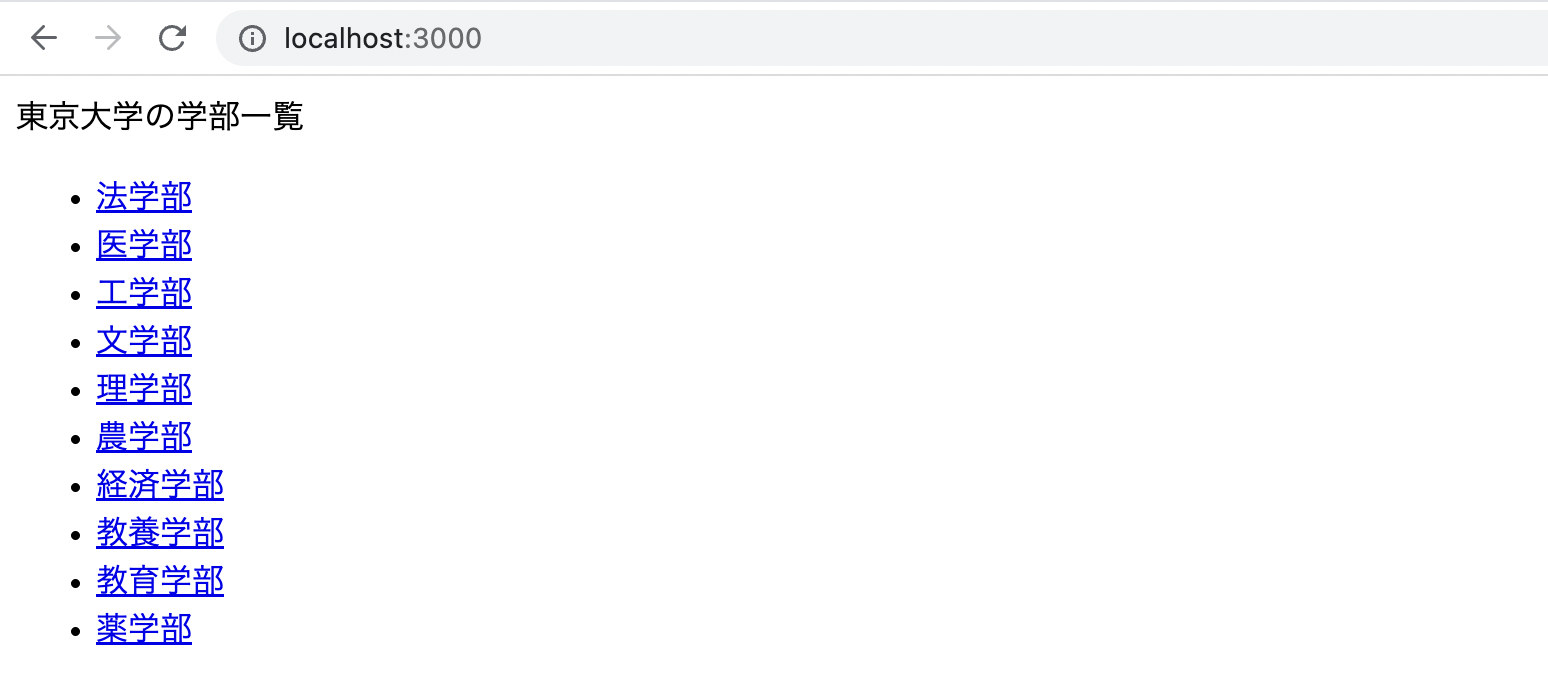 localhost:3000
東京大学の学部一覧
法学部
医学部
工学部
文学部
理学部
農学部
経済学部
教養学部
教育学部
薬学部